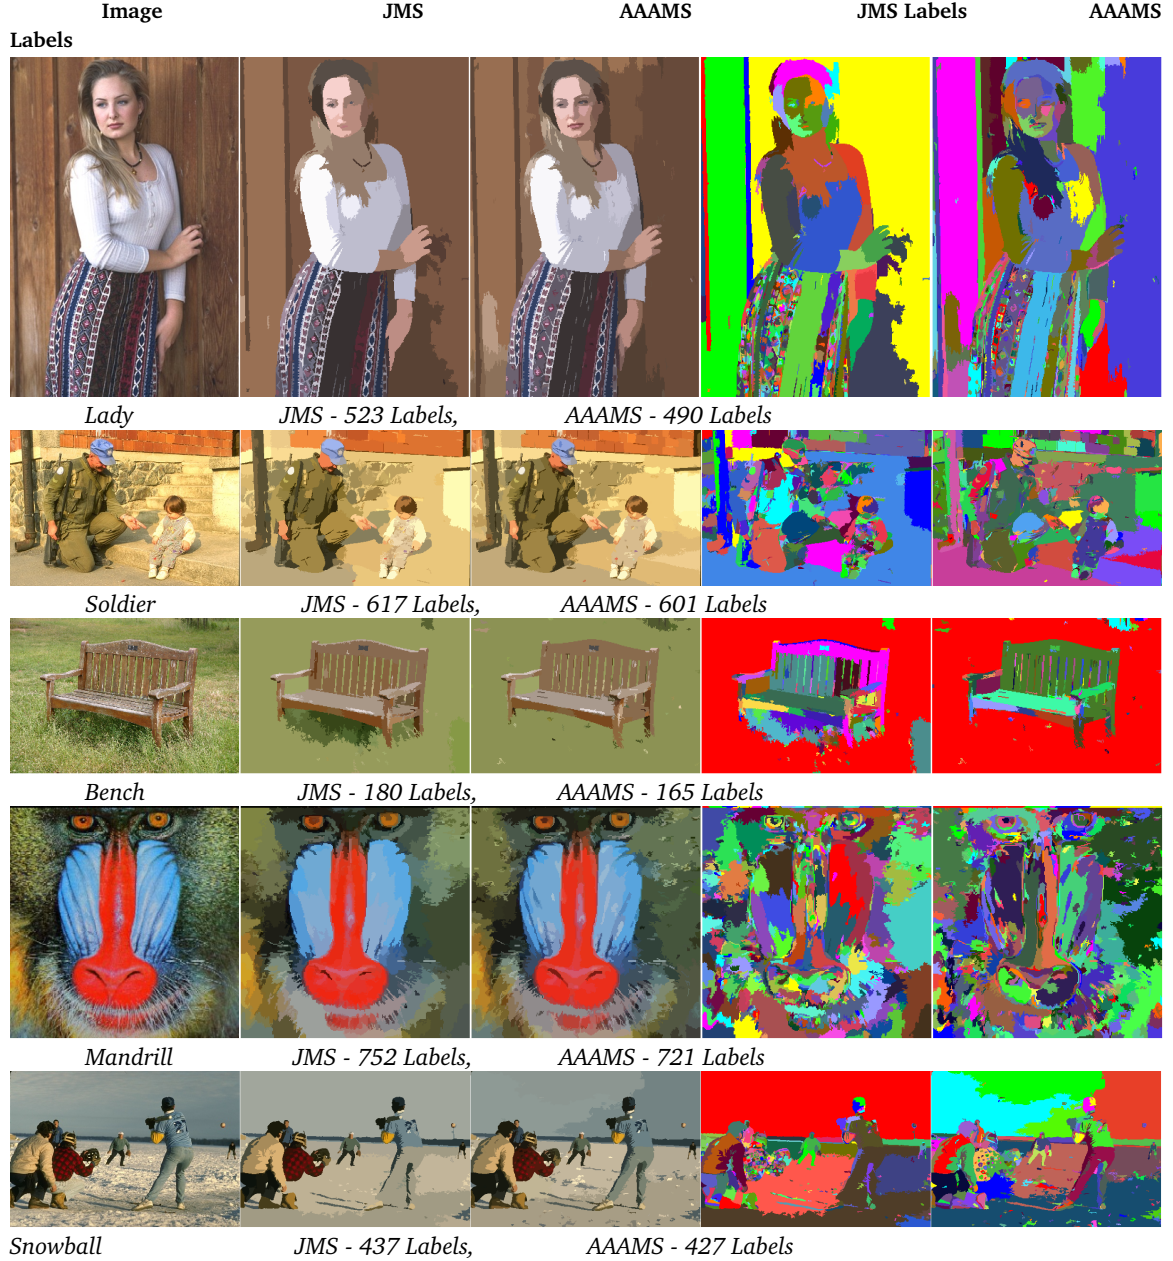 Image JMS AAAMS JMS Labels AAAMS
Labels
Lady JMS - 523 Labels, AAAMS - 490 Labels
Soldier JMS - 617 Labels, AAAMS - 601 Labels
Bench JMS - 180 Labels, AAAMS - 165 Labels
Mandrill JMS - 752 Labels, AAAMS - 721 Labels
Snowball JMS - 437 Labels, AAAMS - 427 Labels